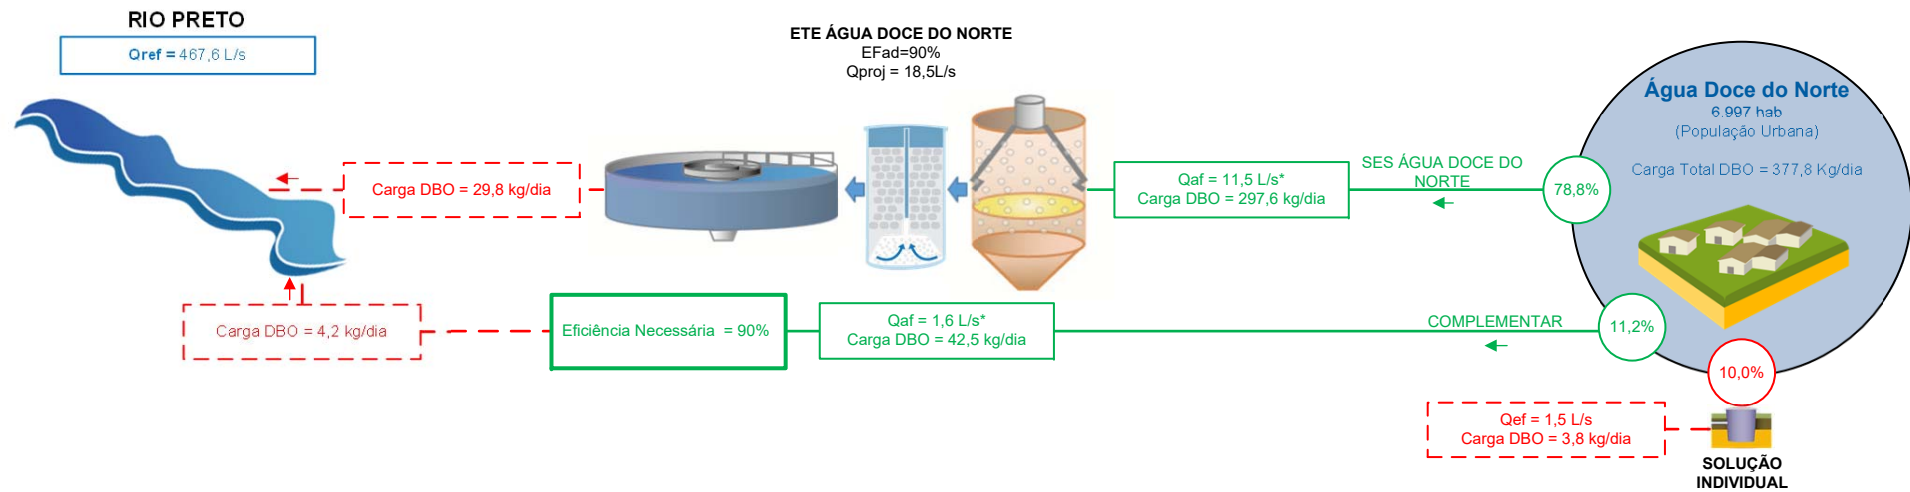 RIO PRETO
Qref = 467,6 L/s
ETE ÁGUA DOCE DO NORTE
EFad=90%
Qproj = 18,5L/s
Carga DBO = 29,8 kg/dia
Qaf = 11,5 L/s*
Carga DBO = 297,6 kg/dia
SES ÁGUA DOCE DO
NORTE
78,8%
Água Doce do Norte
6.997 hab
(População Urbana)
Carga Total DBO = 377,8 Kg/dia
Carga DBO = 4,2 kg/dia
Eficiência Necessária = 90%
Qaf = 1,6 L/s*
Carga DBO = 42,5 kg/dia
COMPLEMENTAR
11,2%
10,0%
Qef = 1,5 L/s
Carga DBO = 3,8 kg/dia
SOLUÇÃO
INDIVIDUAL